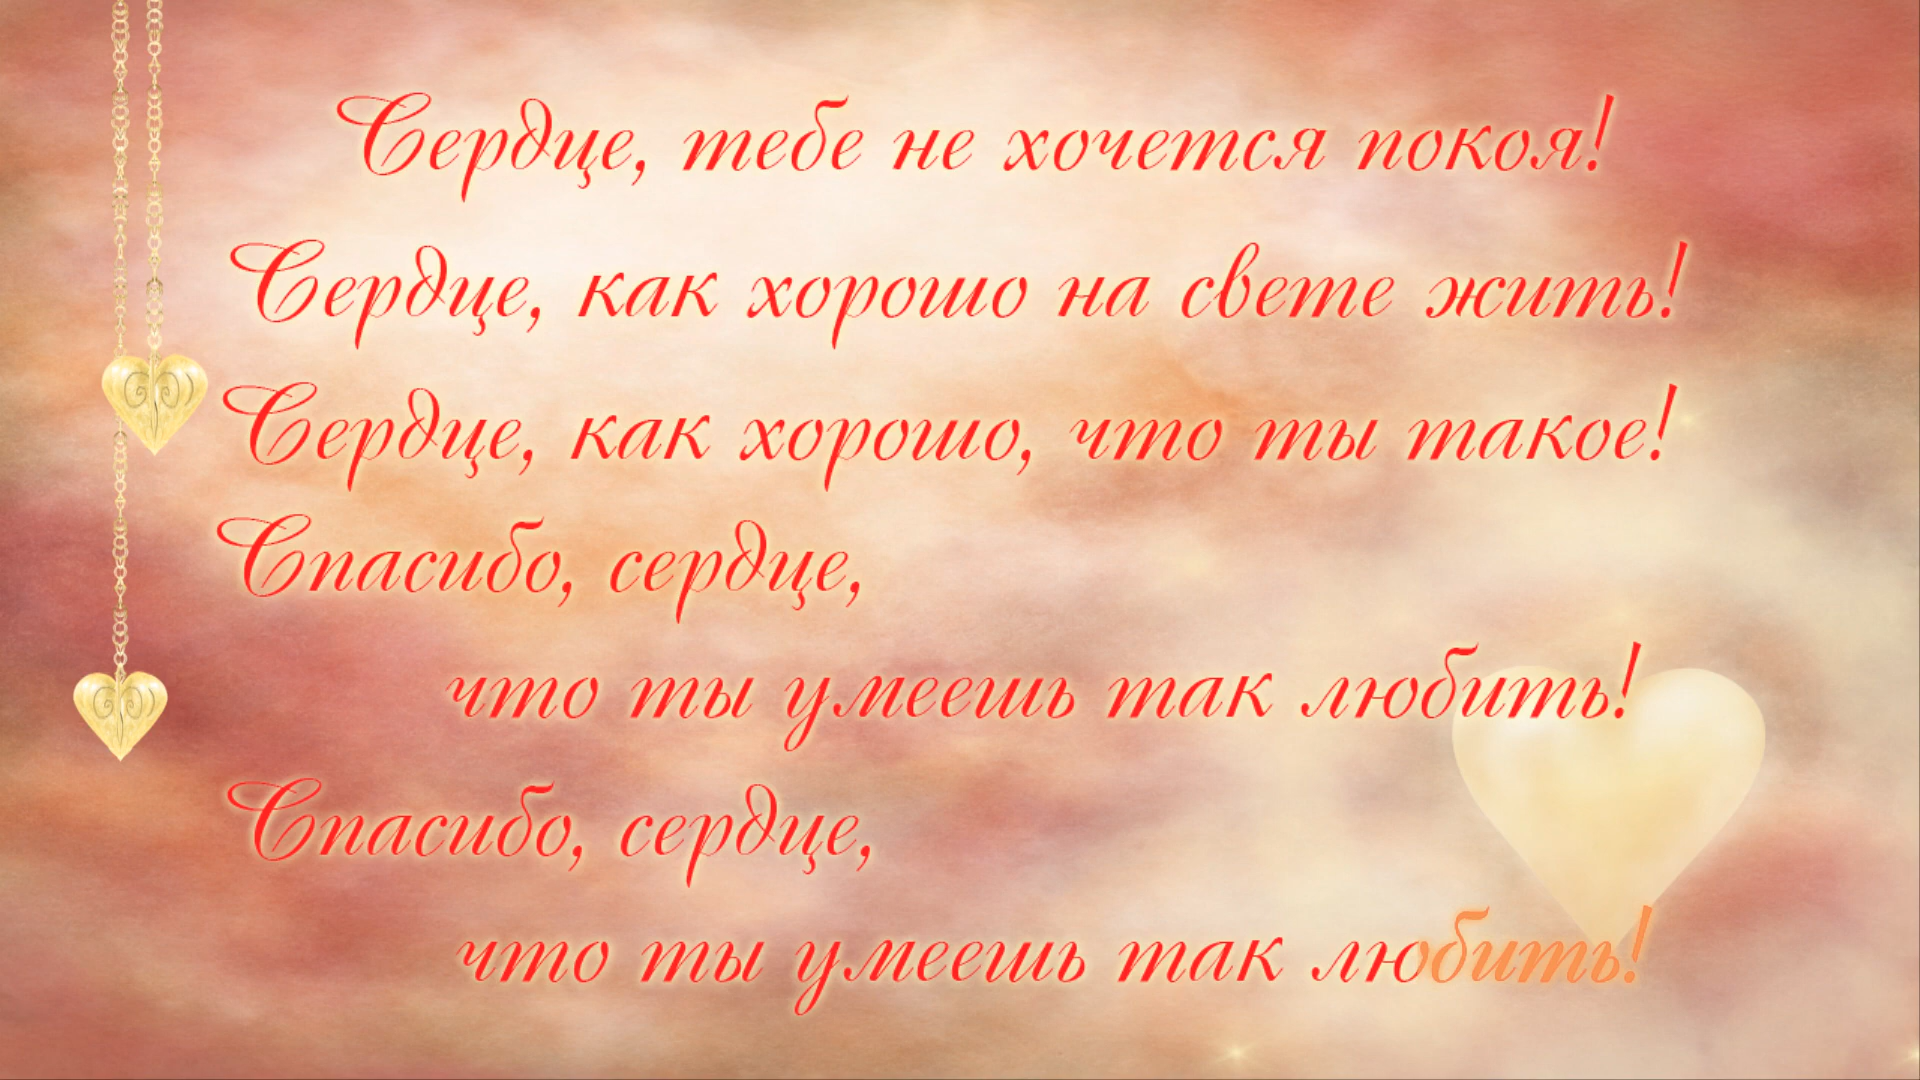 Сердце, тебе не хочется покоя!
Сердце, как хорошо на свете жить!
Сердце, как хорошо, что ты такое!
Спасибо, сердце,
что ты умеешь так любить!
Спасибо, сердце,
что ты умеешь так любить!